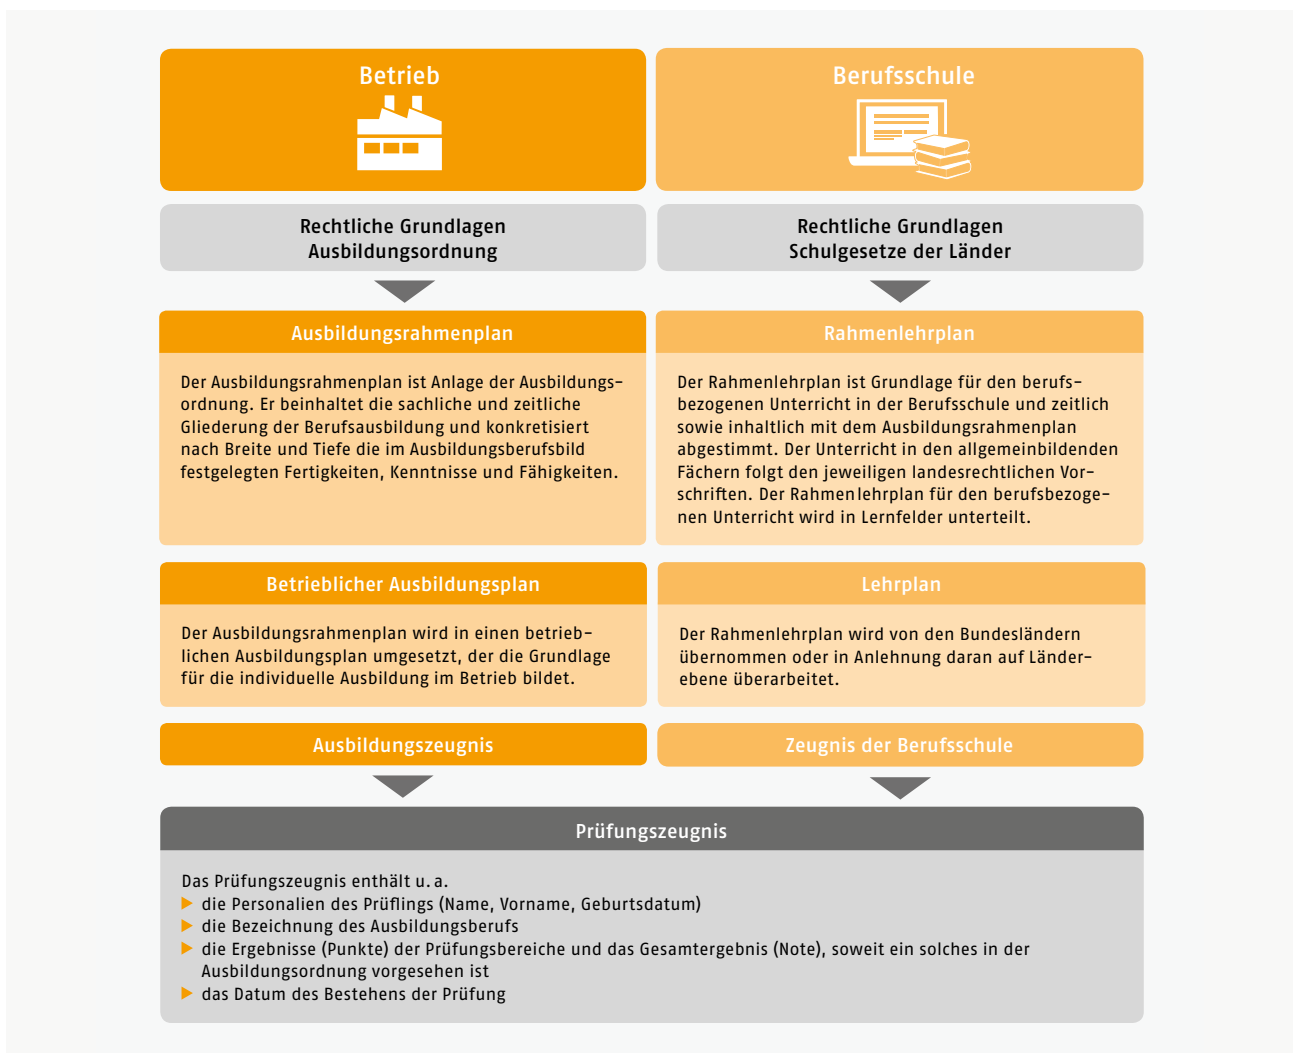 Betrieb
Berufsschule
Rechtliche Grundlagen
Ausbildungsordnung
Rechtliche Grundlagen
Schulgesetze der Länder
Ausbildungsrahmenplan
Der Ausbildungsrahmenplan ist Anlage der Ausbildungs-
ordnung. Er beinhaltet die sachliche und zeitliche
Gliederung der Berufsausbildung und konkretisiert
nach Breite und Tiefe die im Ausbildungsberufsbild
festgelegten Fertigkeiten, Kenntnisse und Fähigkeiten.
Rahmenlehrplan
Der Rahmenlehrplan ist Grundlage für den berufs-
bezogenen Unterricht in der Berufsschule und zeitlich
sowie inhaltlich mit dem Ausbildungsrahmenplan
abgestimmt. Der Unterricht in den allgemeinbildenden
Fächern folgt den jeweiligen landesrechtlichen Vor-
schriften. Der Rahmenlehrplan für den berufsbezoge-
nen Unterricht wird in Lernfelder unterteilt.
Betrieblicher Ausbildungsplan
Der Ausbildungsrahmenplan wird in einen betrieb-
lichen Ausbildungsplan umgesetzt, der die Grundlage
für die individuelle Ausbildung im Betrieb bildet.
Lehrplan
Der Rahmenlehrplan wird von den Bundesländern
übernommen oder in Anlehnung daran auf Länder-
ebene überarbeitet.
Ausbildungszeugnis
Zeugnis der Berufsschule
Prüfungszeugnis
Das Prüfungszeugnis enthält u. a.
die Personalien des Prüflings (Name, Vorname, Geburtsdatum)
die Bezeichnung des Ausbildungsberufs
die Ergebnisse (Punkte) der Prüfungsbereiche und das Gesamtergebnis (Note), soweit ein solches in der
Ausbildungsordnung vorgesehen ist
das Datum des Bestehens der Prüfung